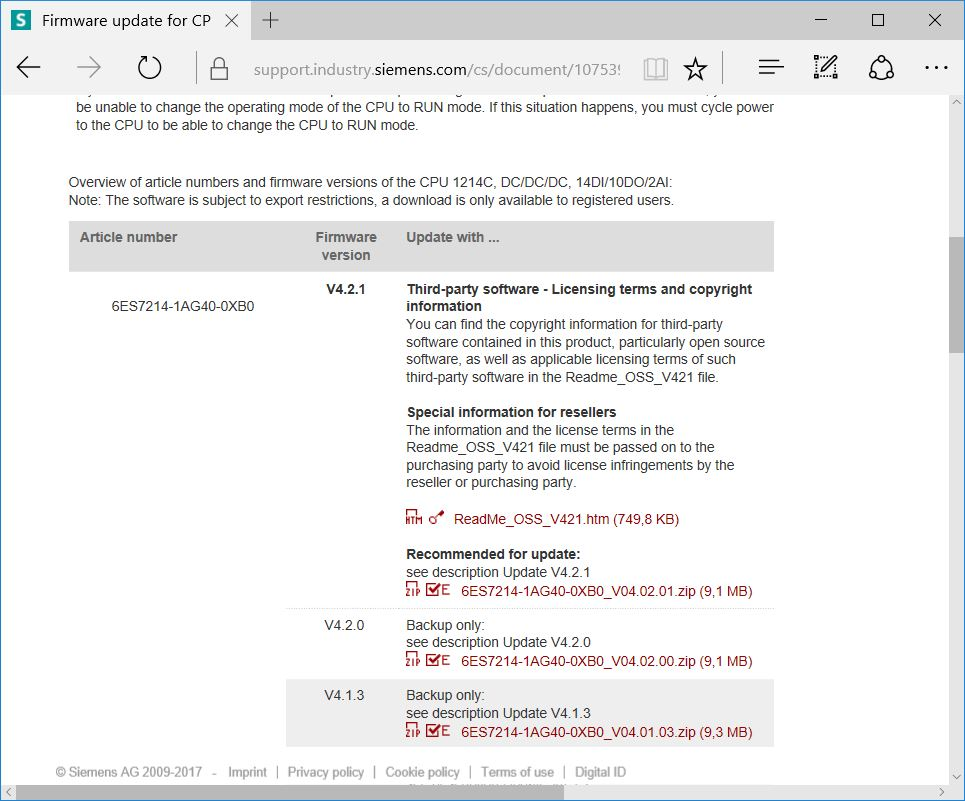 S Firmware update for CP
support.industry.siemens.com/cs/document/10753
be unable to change the operating mode of the CPU to RUN mode. If this situation happens, you must cycle power
to the CPU to be able to change the CPU to RUN mode.
Overview of article numbers and firmware versions of the CPU 1214C, DC/DC/DC, 14DI/10DO/2AI:
Note: The software is subject to export restrictions, a download is only available to registered users.
Article number Firmware version Update with ...
6ES7214-1AG40-0XB0
V4.2.1
Third-party software - Licensing terms and copyright
information
You can find the copyright information for third-party
software contained in this product, particularly open source
software, as well as applicable licensing terms of such
third-party software in the Readme_OSS_V421 file.
Special information for resellers
The information and the license terms in the
Readme_OSS_V421 file must be passed on to the
purchasing party to avoid license infringements by the
reseller or purchasing party.
HTM ReadMe_OSS_V421.htm (749,8 KB)
Recommended for update:
see description Update V4.2.1
ZIP E 6ES7214-1AG40-0XB0_V04.02.01.zip (9,1 MB)
V4.2.0 Backup only:
see description Update V4.2.0
ZIP E 6ES7214-1AG40-0XB0_V04.02.00.zip (9,1 MB)
V4.1.3 Backup only:
see description Update V4.1.3
ZIP E 6ES7214-1AG40-0XB0_V04.01.03.zip (9,3 MB)
© Siemens AG 2009-2017 - Imprint | Privacy policy | Cookie policy | Terms of use | Digital ID